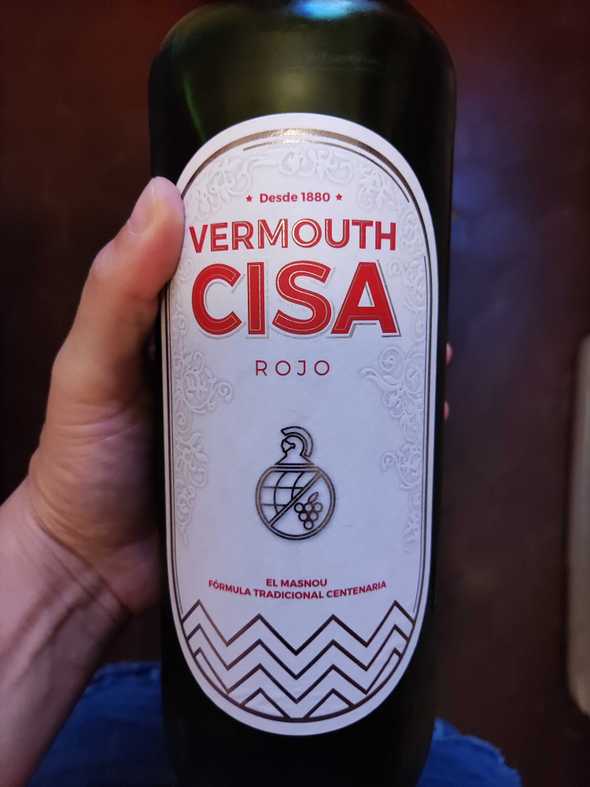 ★ Desde 1880 ★
VERMOUTH
CISA
ROJO
EL MASNOU
FÓRMULA TRADICIONAL CENTENARIA